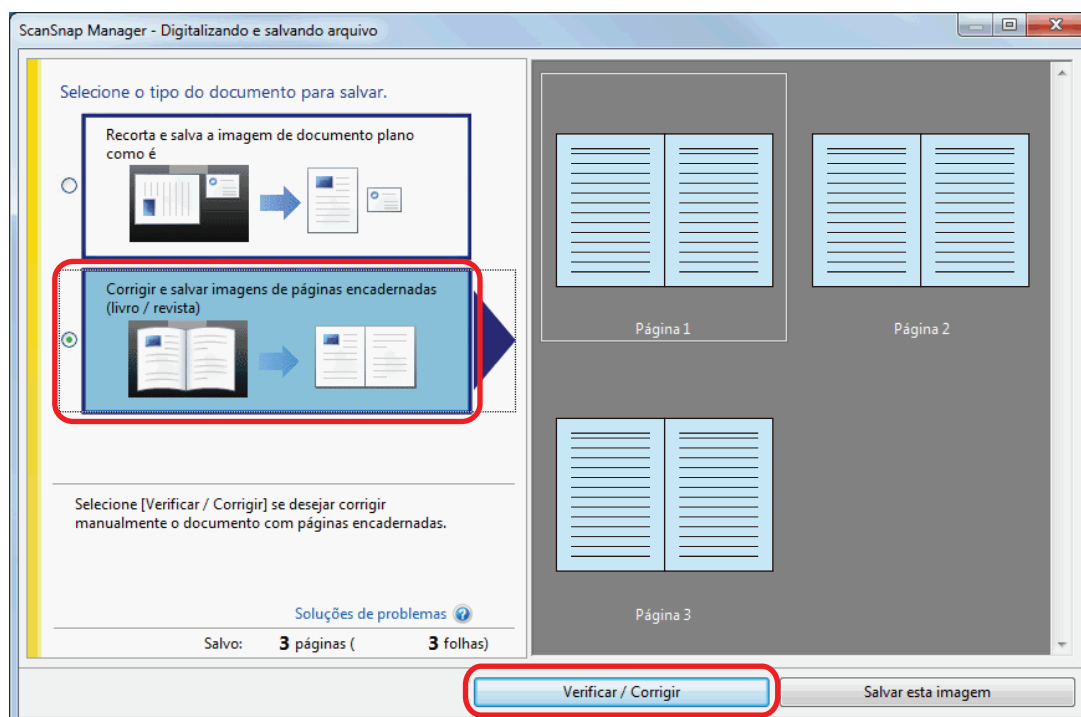 ScanSnap Manager - Digitalizando e salvando arquivo
Selecione o tipo do documento para salvar.
Recorta e salva a imagem de documento plano
como é
Corrigir e salvar imagens de páginas encadernadas
(livro / revista)
Selecione [Verificar / Corrigir] se desejar corrigir
manualmente o documento com páginas encadernadas.
Soluções de problemas
Salvo: 3 páginas ( 3 folhas)
Página 1
Página 2
Página 3
Verificar / Corrigir
Salvar esta imagem